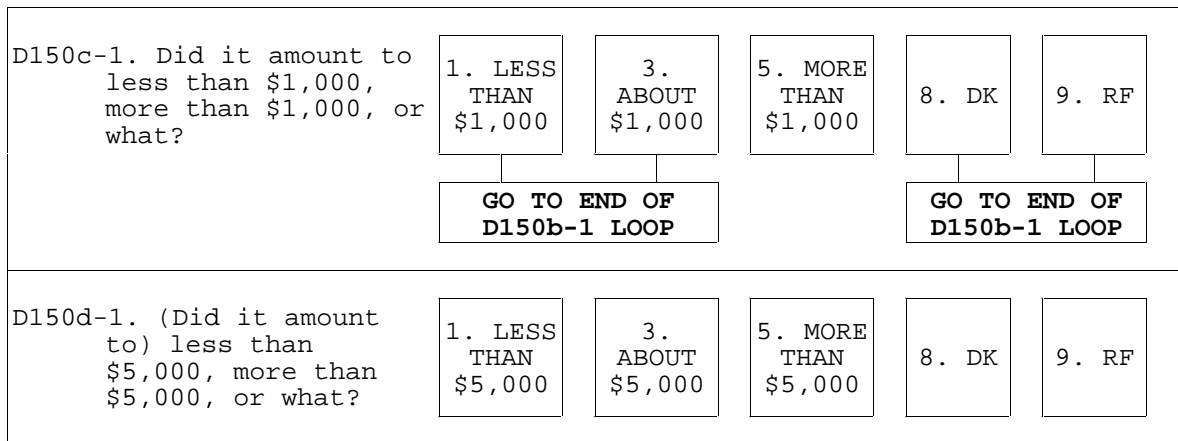 D150c-1. Did it amount to
less than $1,000,
more than $1,000, or
what?
1. LESS
THAN
$1,000
3.
ABOUT
$1,000
5. MORE
THAN
$1,000
8. DK
9. RF
GO TO END OF
D150b-1 LOOP
GO TO END OF
D150b-1 LOOP
D150d-1. (Did it amount
to) less than
$5,000, more than
$5,000, or what?
1. LESS
THAN
$5,000
3.
ABOUT
$5,000
5. MORE
THAN
$5,000
8. DK
9. RF